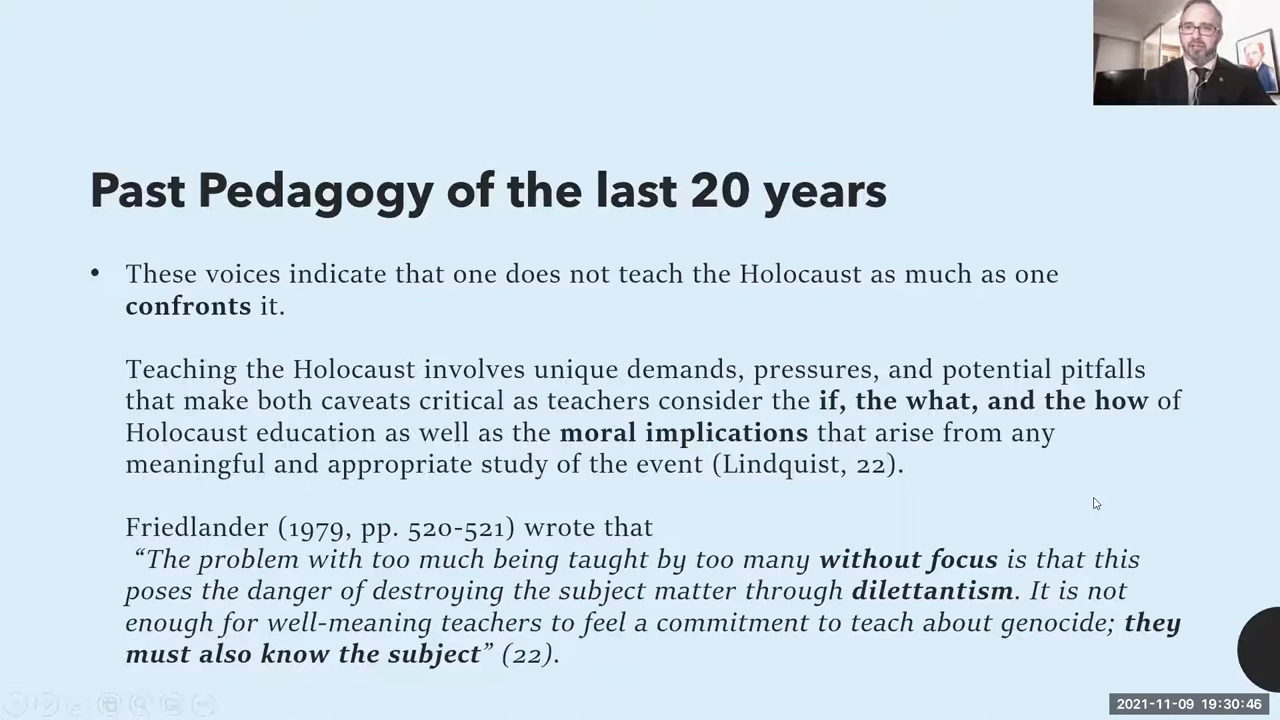 Past Pedagogy of the last 20 years
• These voices indicate that one does not teach the Holocaust as much as one
confronts it.
Teaching the Holocaust involves unique demands, pressures, and potential pitfalls
that make both caveats critical as teachers consider the if, the what, and the how of
Holocaust education as well as the moral implications that arise from any
meaningful and appropriate study of the event (Lindquist, 22).
Friedlander (1979, pp. 520-521) wrote that
“The problem with too much being taught by too many without focus is that this
poses the danger of destroying the subject matter through dilettantism. It is not
enough for well-meaning teachers to feel a commitment to teach about genocide; they
must also know the subject” (22).
2021-11-09 19:30:46